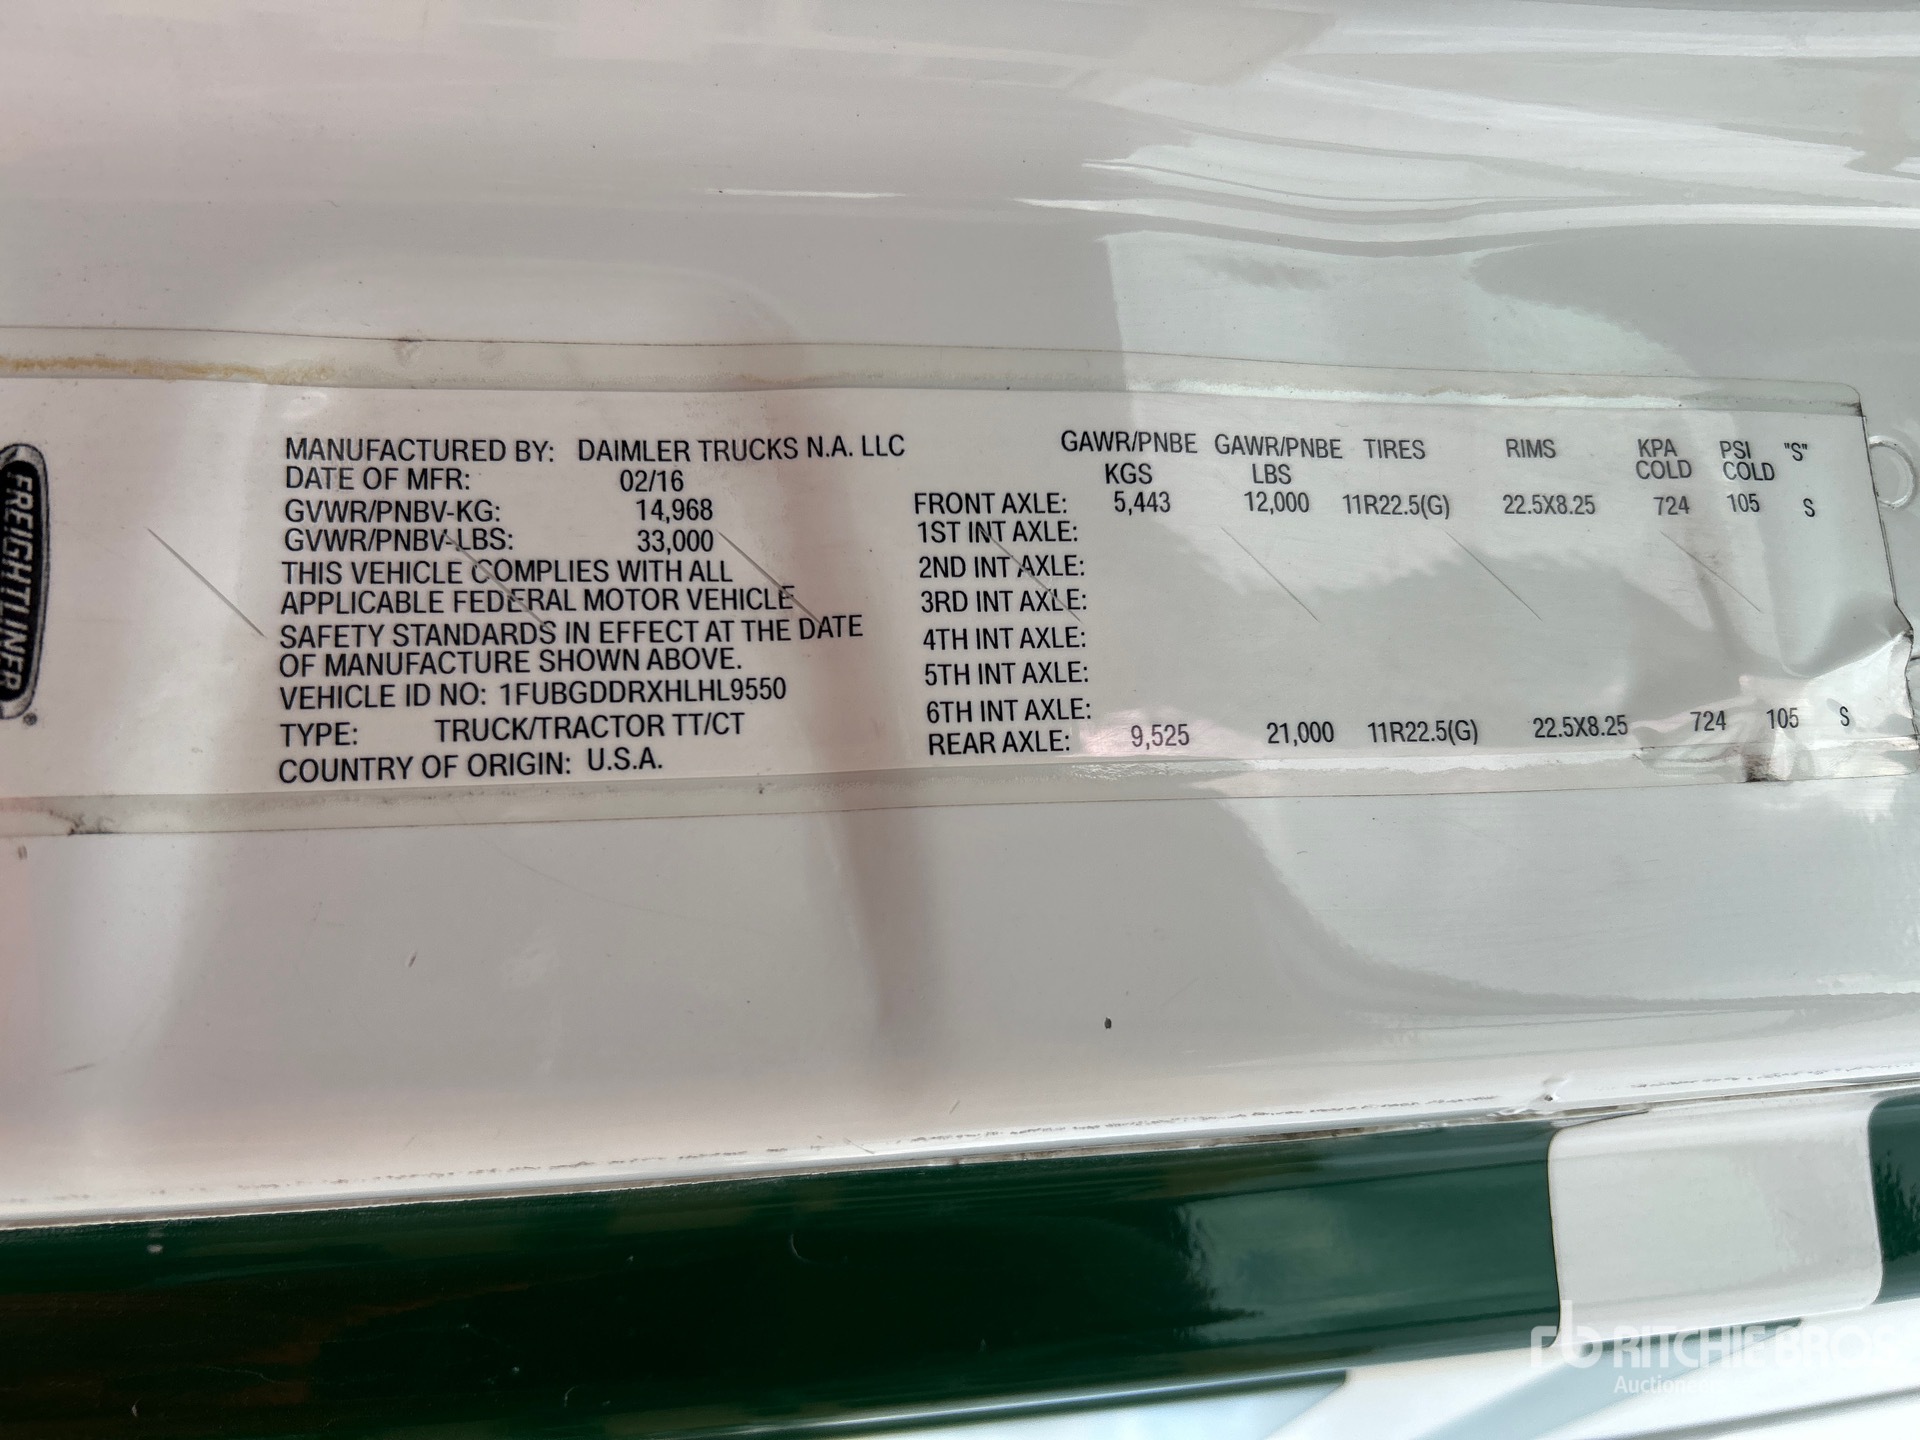 FREIGHTLINER®
MANUFACTURED BY: DAIMLER TRUCKS N.A. LLC
DATE OF MFR: 02/16
GVWR/PNBV-KG: 14,968
GVWR/PNBV-LBS: 33,000
THIS VEHICLE COMPLIES WITH ALL
APPLICABLE FEDERAL MOTOR VEHICLE
SAFETY STANDARDS IN EFFECT AT THE DATE
OF MANUFACTURE SHOWN ABOVE.
VEHICLE ID NO: 1FUBGDDRXHLHL9550
TYPE: TRUCK/TRACTOR TT/CT
COUNTRY OF ORIGIN: U.S.A.
GAWR/PNBE GAWR/PNBE TIRES RIMS KPA PSI "S"
KGS LBS COLD COLD
FRONT AXLE: 5,443 12,000 11R22.5(G) 22.5X8.25 724 105 S
1ST INT AXLE:
2ND INT AXLE:
3RD INT AXLE:
4TH INT AXLE:
5TH INT AXLE:
6TH INT AXLE:
REAR AXLE: 9,525 21,000 11R22.5(G) 22.5X8.25 724 105 S
rb RITCHIE BROS